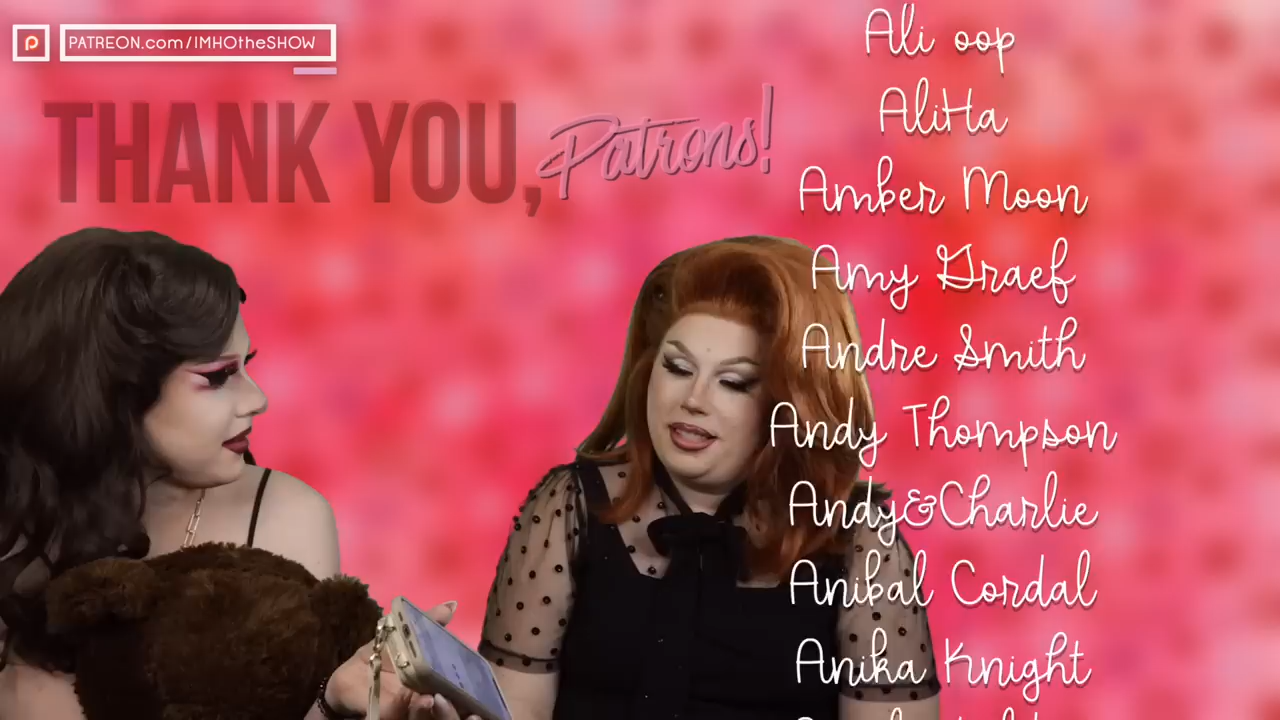 PATREON.com/IMHOtheSHOW
THANK YOU, Patrons!
Ali oop
AliHa
Amber Moon
Amy Graef
Andre Smith
Andy Thompson
Andy&Charlie
Anibal Cordal
Anika Knight